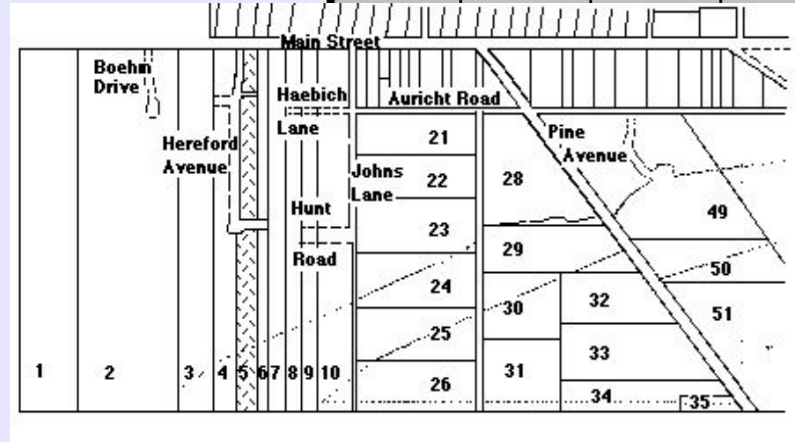 Main Street
Boehm
Drive
Haebich
Lane
Auricht Road
Hereford
Avenue
Pine
Avenue
Johns
Lane
Hunt
Road
21
22
23
24
25
26
28
29
30
31
32
33
34
35
49
50
51
1 2 3 4 5 6 7 8 9 10